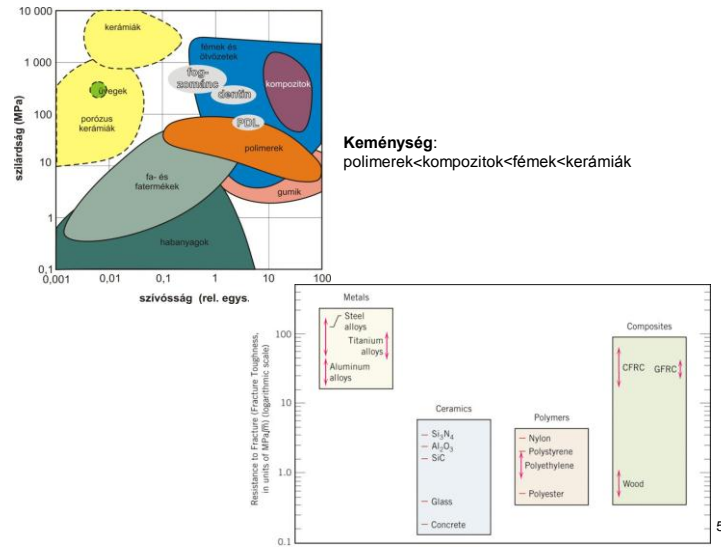 10 000
1 000
100
10
1
0,1
szilárdság (MPa)
kerámiák
fémek és
ötvözetek
fog-
zománc
kompozitok
üregek
dentin
porózus
kerámiák
PDL
polimerek
fa- és
fatermékek
gumik
habanyagok
0,001
0,01
0,1
1
10
100
szívósság (rel. egys.
Keménység:
polimerek<kompozitok<fémek<kerámiák
Resistance to Fracture (Fracture Toughness,
in units of MPa√m) (logarithmic scale)
100
10
1.0
0.1
Metals
Steel
alloys
Titanium
alloys
Aluminum
alloys
Ceramics
Si₃N₄
Al₂O₃
SiC
Glass
Concrete
Polymers
Nylon
Polystyrene
Polyethylene
Polyester
Composites
CFRC
GFRC
Wood
5